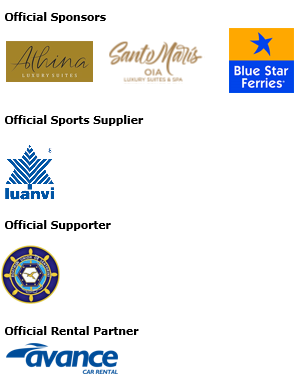 Official Sponsors
Athina
LUXURY SUITES
Santo Maris
OIA
LUXURY SUITES & SPA
Blue Star
Ferries
Official Sports Supplier
luanvi
Official Supporter
Official Rental Partner
avance
CAR RENTAL